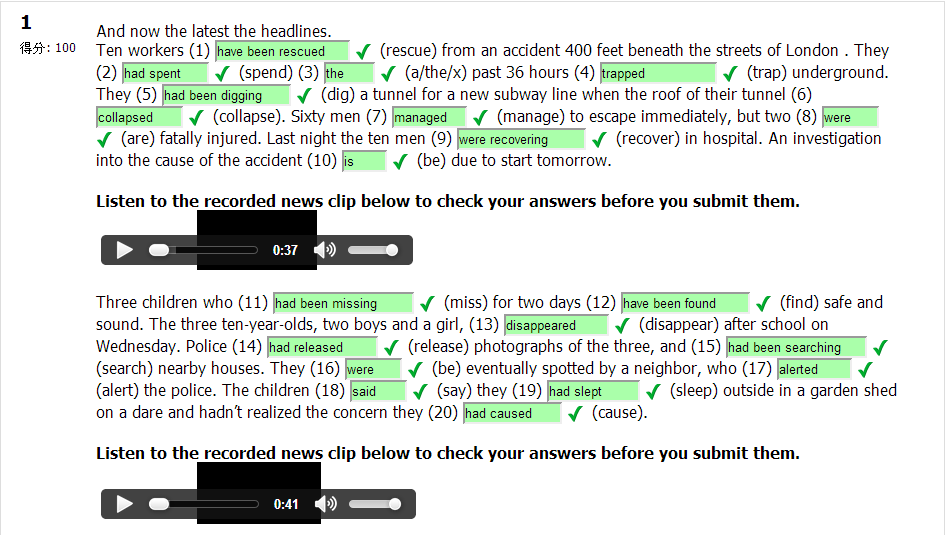 1
得分: 100
And now the latest the headlines.
Ten workers (1) have been rescued (rescue) from an accident 400 feet beneath the streets of London . They
(2) had spent (spend) (3) the (a/the/x) past 36 hours (4) trapped (trap) underground.
They (5) had been digging (dig) a tunnel for a new subway line when the roof of their tunnel (6)
collapsed (collapse). Sixty men (7) managed (manage) to escape immediately, but two (8) were
(are) fatally injured. Last night the ten men (9) were recovering (recover) in hospital. An investigation
into the cause of the accident (10) is (be) due to start tomorrow.
Listen to the recorded news clip below to check your answers before you submit them.
0:37
Three children who (11) had been missing (miss) for two days (12) have been found (find) safe and
sound. The three ten-year-olds, two boys and a girl, (13) disappeared (disappear) after school on
Wednesday. Police (14) had released (release) photographs of the three, and (15) had been searching
(search) nearby houses. They (16) were (be) eventually spotted by a neighbor, who (17) alerted
(alert) the police. The children (18) said (say) they (19) had slept (sleep) outside in a garden shed
on a dare and hadn't realized the concern they (20) had caused (cause).
Listen to the recorded news clip below to check your answers before you submit them.
0:41